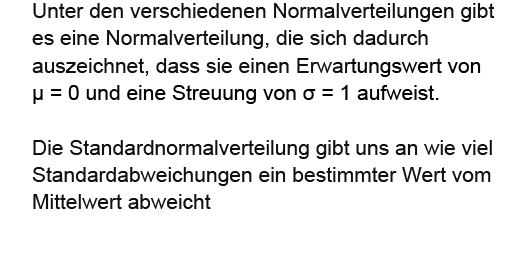 Unter den verschiedenen Normalverteilungen gibt
es eine Normalverteilung, die sich dadurch
auszeichnet, dass sie einen Erwartungswert von
μ = 0 und eine Streuung von σ = 1 aufweist.

Die Standardnormalverteilung gibt uns an wie viel
Standardabweichungen ein bestimmter Wert vom
Mittelwert abweicht